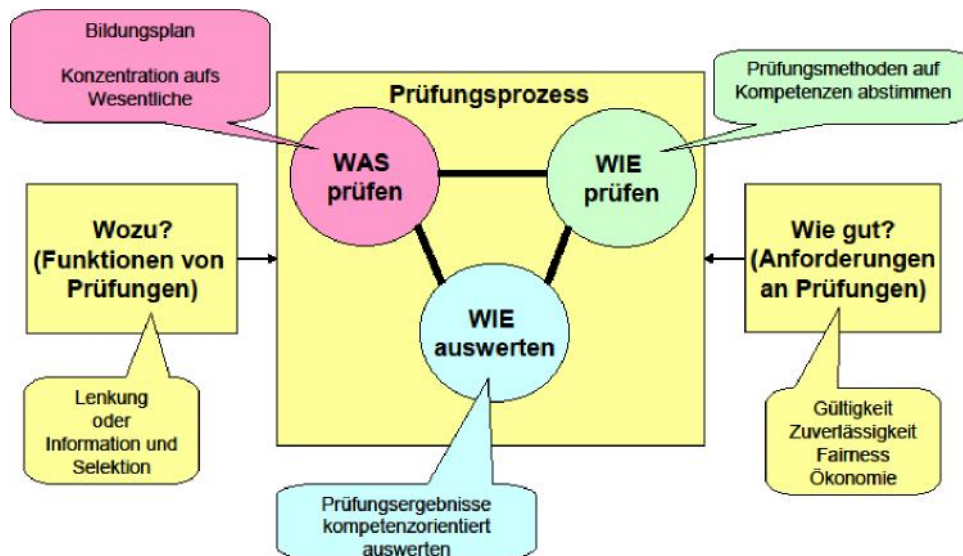 Bildungsplan
Konzentration aufs
Wesentliche
Prüfungsmethoden auf
Kompetenzen abstimmen
Prüfungsprozess
WAS
prüfen
WIE
prüfen
Wozu?
(Funktionen von
Prüfungen)
Wie gut?
(Anforderungen
an Prüfungen)
WIE
auswerten
Lenkung
oder
Information und
Selektion
Gültigkeit
Zuverlässigkeit
Fairness
Ökonomie
Prüfungsergebnisse
kompetenzorientiert
auswerten